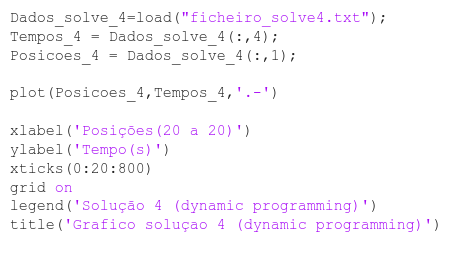 Dados_solve_4=load("ficheiro_solve4.txt");
Tempos_4 = Dados_solve_4(:,4);
Posicoes_4 = Dados_solve_4(:,1);
plot(Posicoes_4,Tempos_4,'.-')
xlabel('Posições(20 a 20)')
ylabel('Tempo(s)')
xticks(0:20:800)
grid on
legend('Solução 4 (dynamic programming)')
title('Grafico soluçao 4 (dynamic programming)')